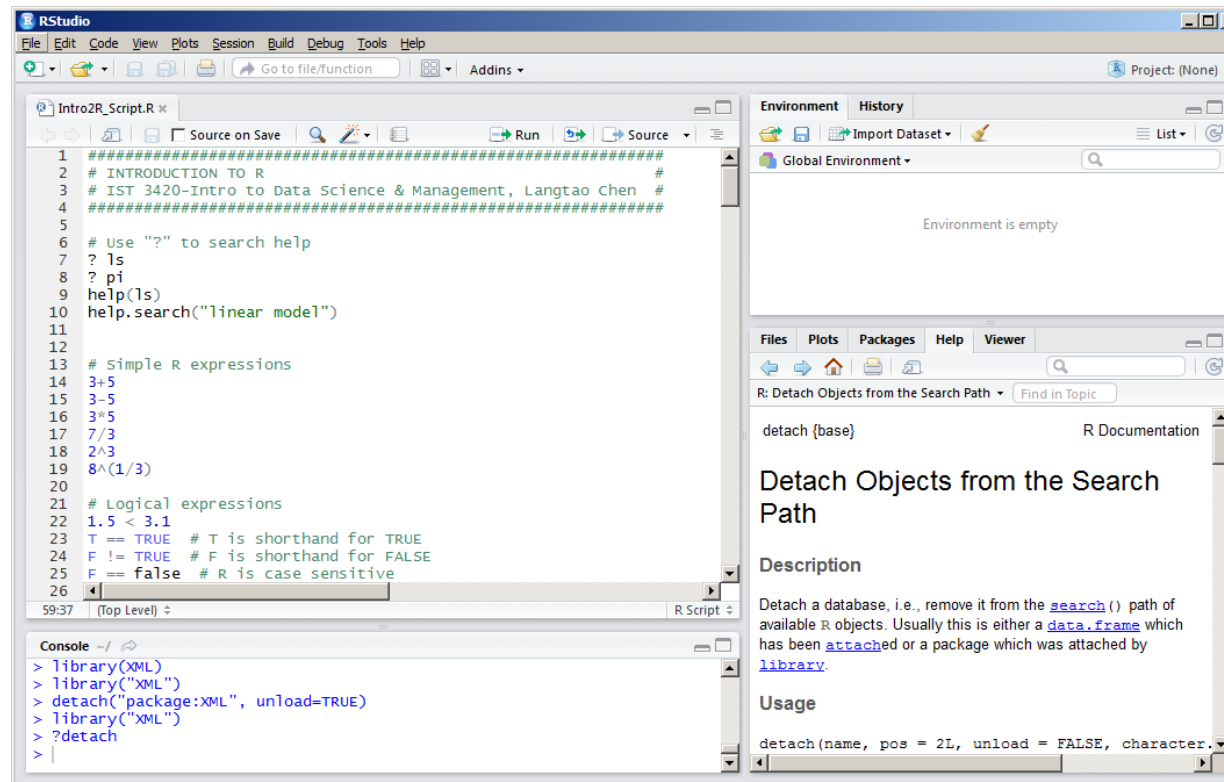 RStudio
File Edit Code View Plots Session Build Debug Tools Help
Go to file/function Addins Project: (None)
Intro2R_Script.R
Source on Save Run Source
1 ##############################################################
2 # INTRODUCTION TO R #
3 # IST 3420-Intro to Data Science & Management, Langtao Chen #
4 ##############################################################
5
6 # Use "?" to search help
7 ? ls
8 ? pi
9 help(ls)
10 help.search("linear model")
11
12
13 # Simple R expressions
14 3+5
15 3-5
16 3*5
17 7/3
18 2^3
19 8^(1/3)
20
21 # Logical expressions
22 1.5 < 3.1
23 T == TRUE # T is shorthand for TRUE
24 F != TRUE # F is shorthand for FALSE
25 F == false # R is case sensitive
26
59:37 (Top Level) R Script
Console ~/
> library(XML)
> library("XML")
> detach("package:XML", unload=TRUE)
> library("XML")
> ?detach
>
Environment History
Import Dataset List
Global Environment
Environment is empty
Files Plots Packages Help Viewer
R: Detach Objects from the Search Path Find in Topic
detach {base} R Documentation
Detach Objects from the Search
Path
Description
Detach a database, i.e., remove it from the search() path of
available R objects. Usually this is either a data.frame which
has been attached or a package which was attached by
library.
Usage
detach(name, pos = 2L, unload = FALSE, character.